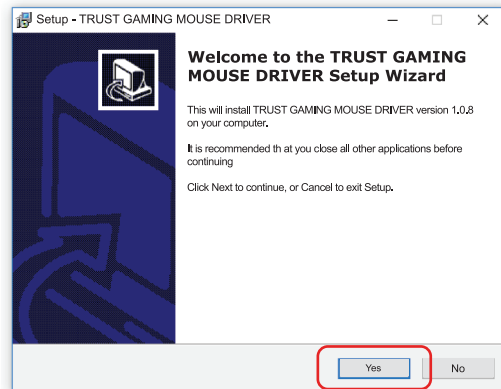 Setup - TRUST GAMING MOUSE DRIVER
Welcome to the TRUST GAMING
MOUSE DRIVER Setup Wizard
This will install TRUST GAMING MOUSE DRIVER version 1.0.8
on your computer.
It is recommended th at you close all other applications before
continuing
Click Next to continue, or Cancel to exit Setup.
Yes
No